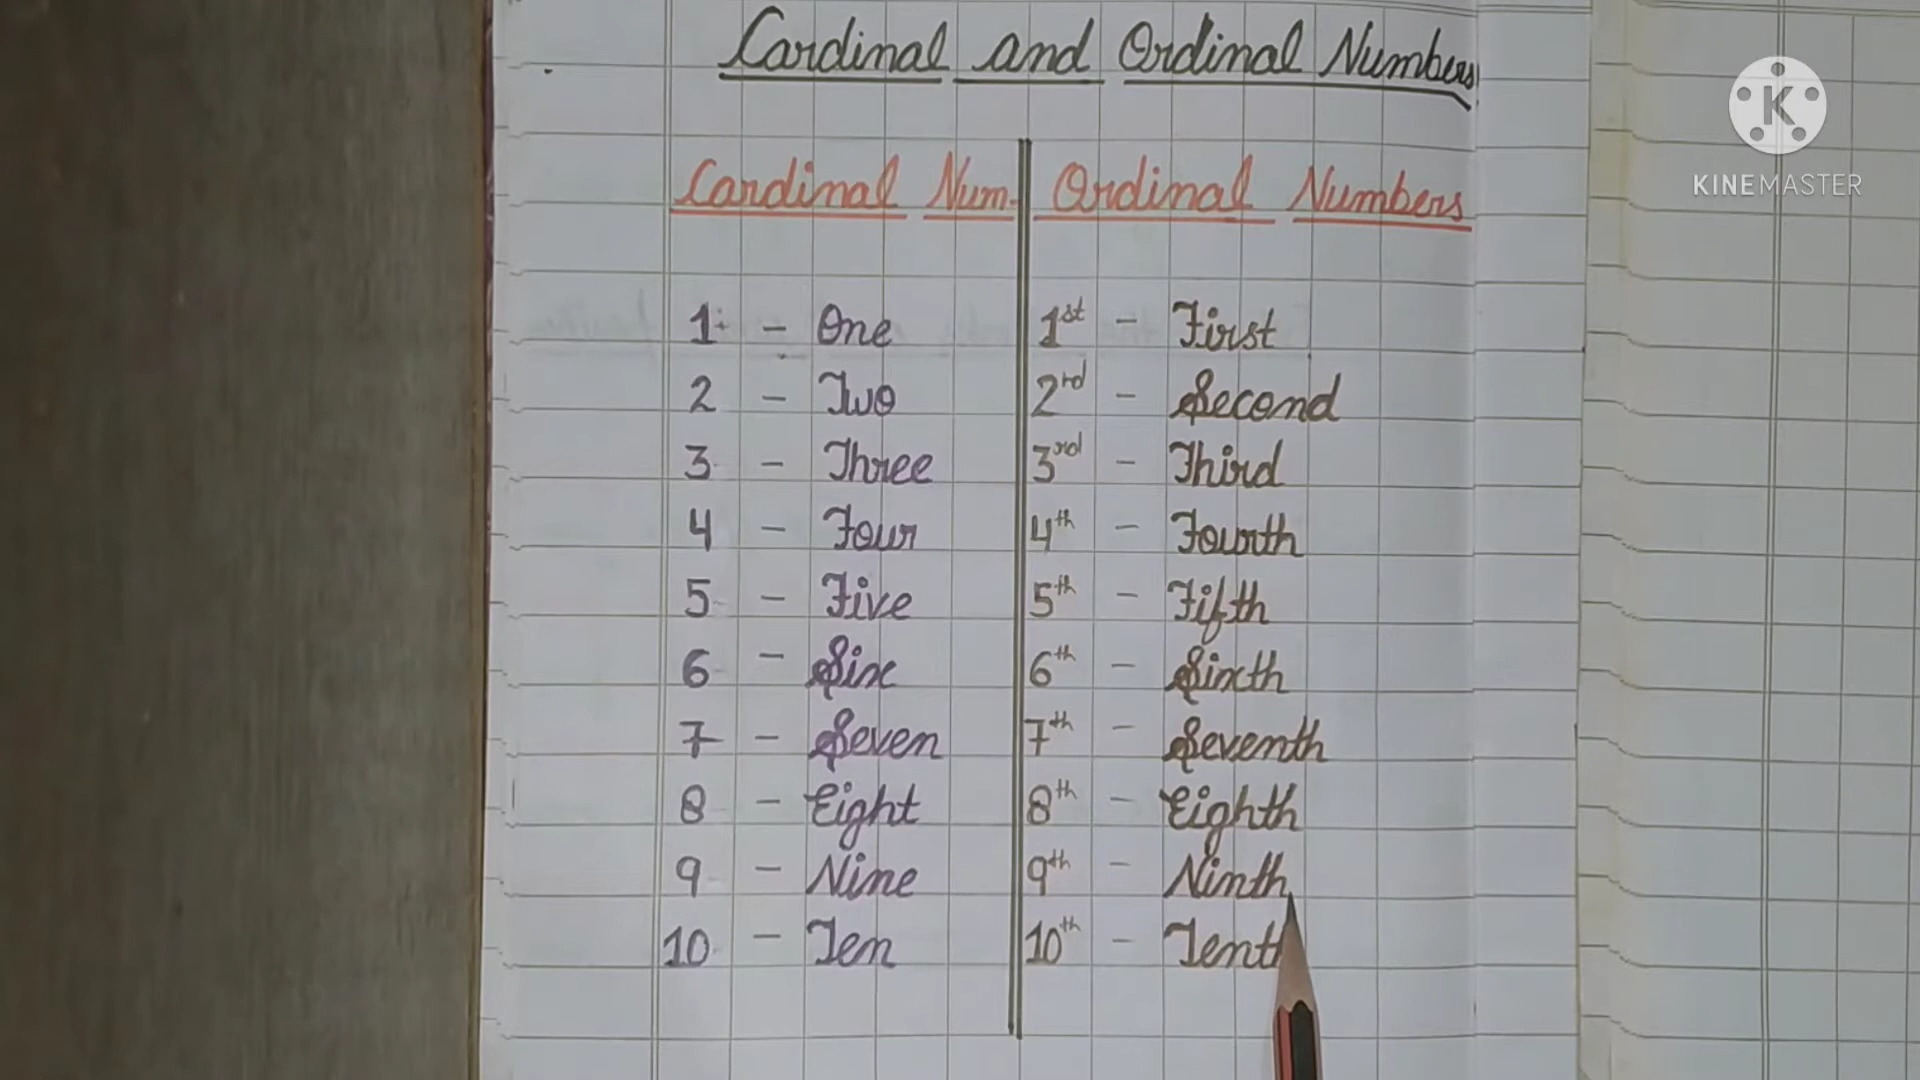 Cardinal and Ordinal Numbers
KINEMASTER
Cardinal Num. Ordinal Numbers
1 - One 1st - First
2 - Two 2rd - Second
3 - Three 3rd - Third
4 - Four 4th - Fourth
5 - Five 5th - Fifth
6 - Six 6th - Sixth
7 - Seven 7th - Seventh
8 - Eight 8th - Eighth
9 - Nine 9th - Ninth
10 - Ten 10th - Tenth